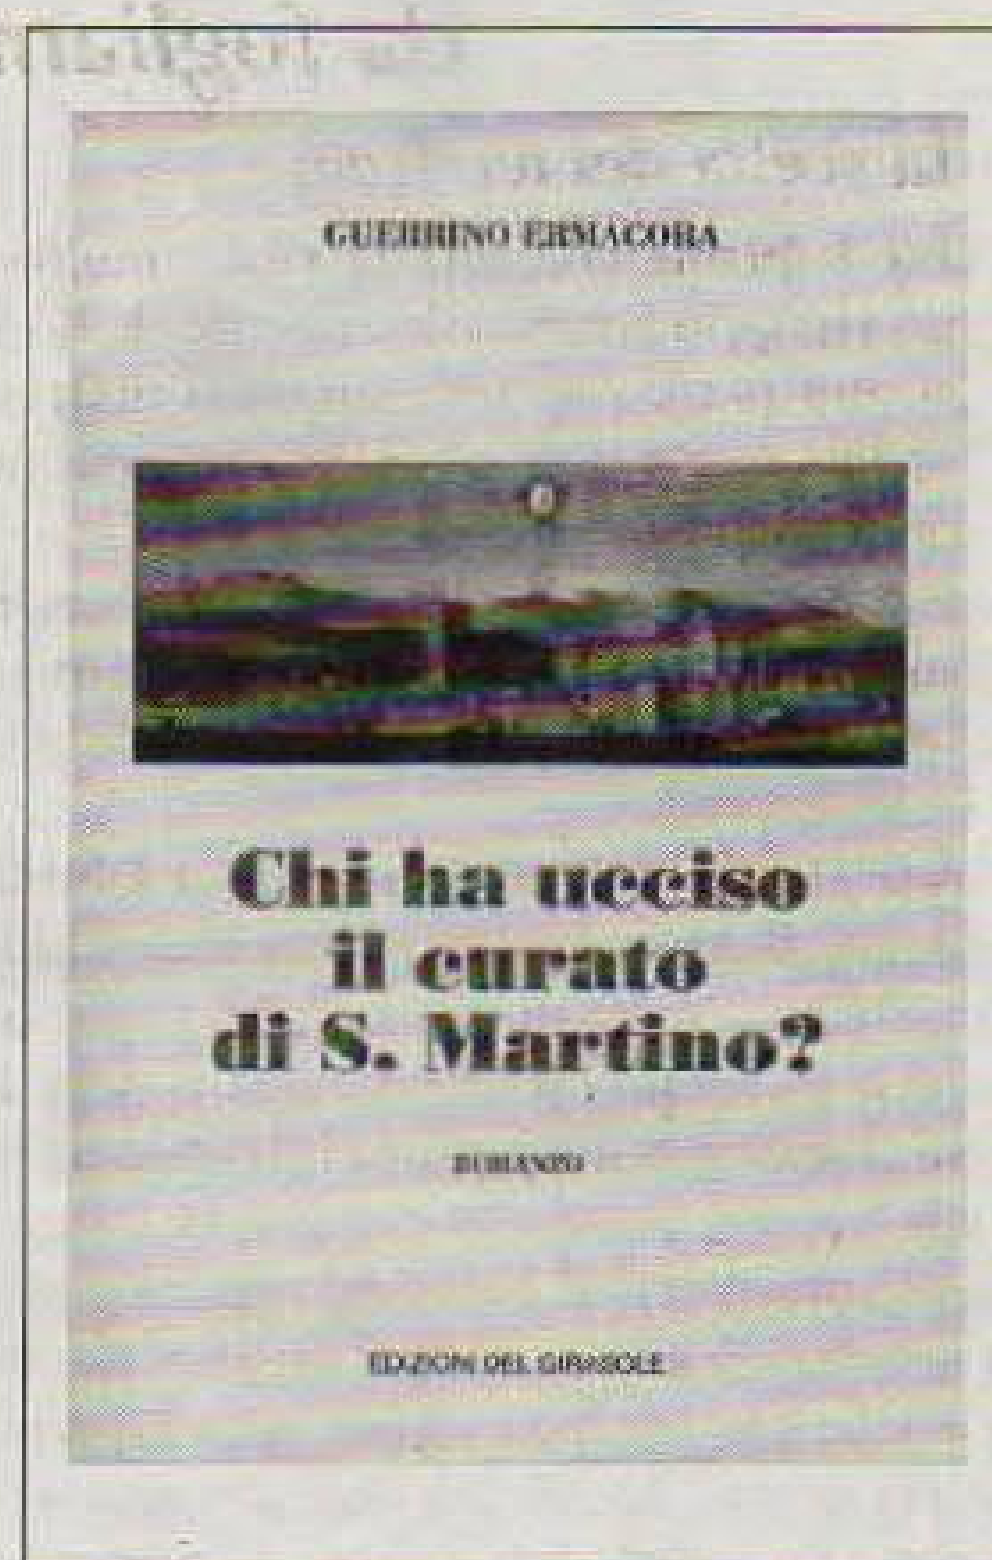 GUERRINO ERMACORA
Chi ha ucciso
il curato
di S. Martino?
ROMANZO
EDIZIONI DEL GIRASOLE